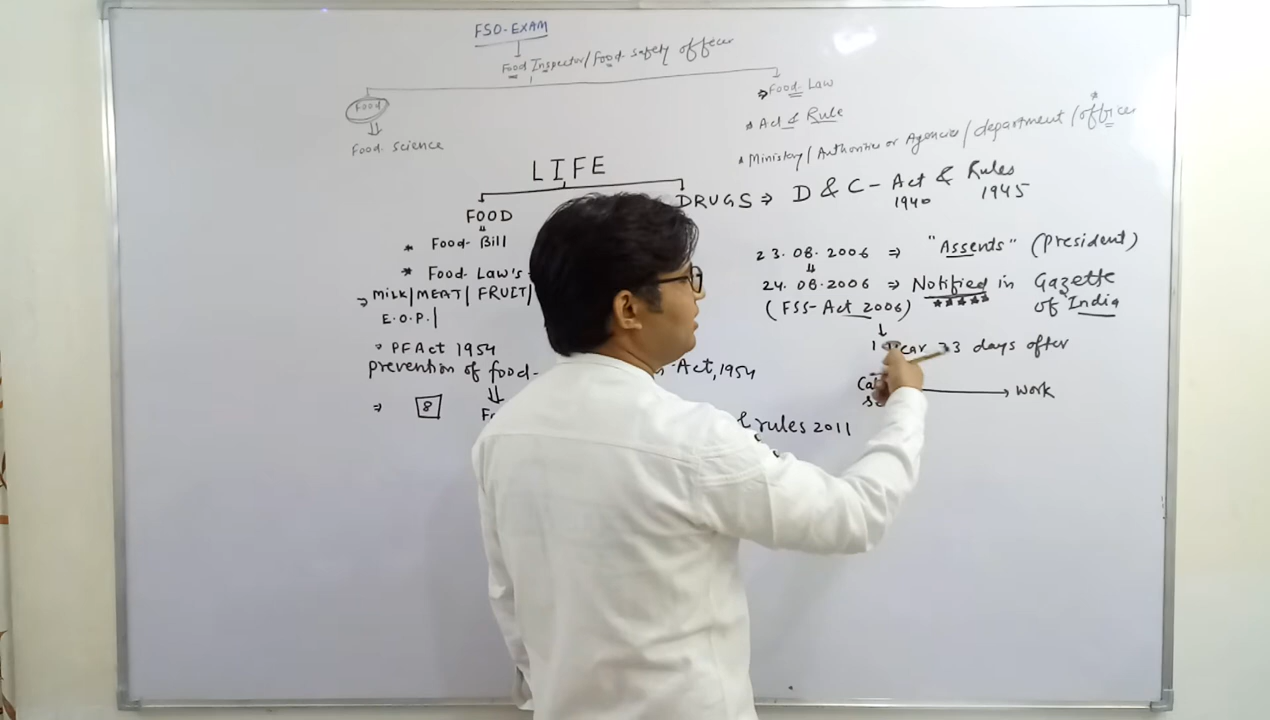 FSO-EXAM
Food Inspector/food safety officer
Food
Food science
Food Law
* Act & Rule
* Ministry/Authorities or Agencies/department/office
LIFE
FOOD
* Food-Bill
* Food-Law's
MILK/MEAT/FRUIT/
E.O.P./
• PF Act 1954
prevention of food- -Act, 1954
⇒ 8
rules 2011
DRUGS ⇒ D & C - Act & Rules
1940 1945
23.08.2006 ⇒ "Assents" (President)
24.08.2006 ⇒ Notified in Gazette
of India
(FSS-Act 2006)
1 days after
→ work